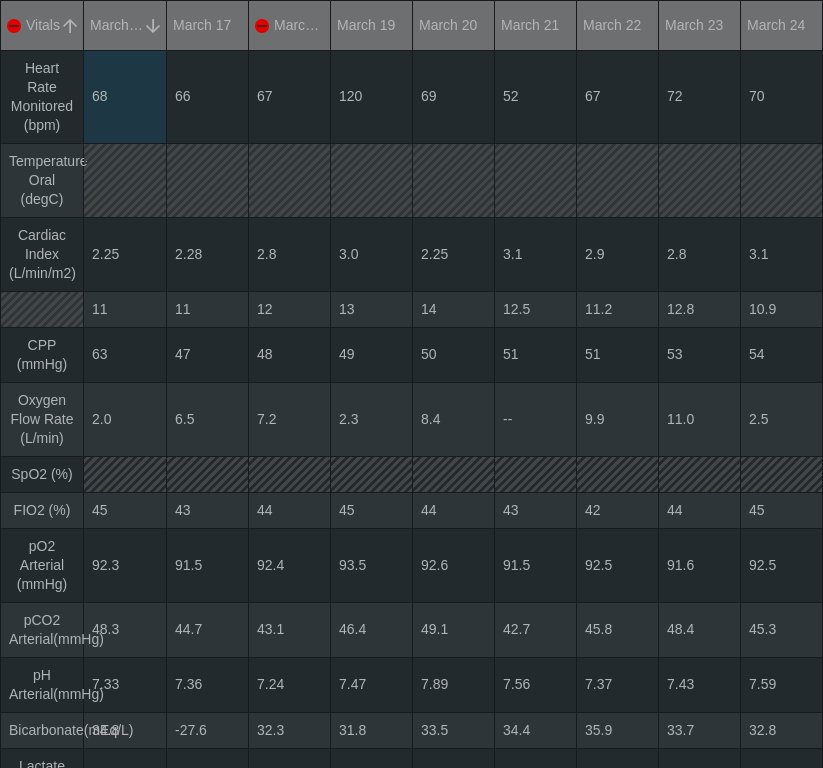 Vitals March… March 17 Marc… March 19 March 20 March 21 March 22 March 23 March 24
Heart
Rate
Monitored
(bpm)
68 66 67 120 69 52 67 72 70
Temperature
Oral
(degC)
Cardiac
Index
(L/min/m2)
2.25 2.28 2.8 3.0 2.25 3.1 2.9 2.8 3.1
11 11 12 13 14 12.5 11.2 12.8 10.9
CPP
(mmHg)
63 47 48 49 50 51 51 53 54
Oxygen
Flow Rate
(L/min)
2.0 6.5 7.2 2.3 8.4 -- 9.9 11.0 2.5
SpO2 (%)
FIO2 (%) 45 43 44 45 44 43 42 44 45
pO2
Arterial
(mmHg)
92.3 91.5 92.4 93.5 92.6 91.5 92.5 91.6 92.5
pCO2
Arterial(mmHg)
48.3 44.7 43.1 46.4 49.1 42.7 45.8 48.4 45.3
pH
Arterial(mmHg)
7.33 7.36 7.24 7.47 7.89 7.56 7.37 7.43 7.59
Bicarbonate(mEq/L) -27.6 32.3 31.8 33.5 34.4 35.9 33.7 32.8
Lactate